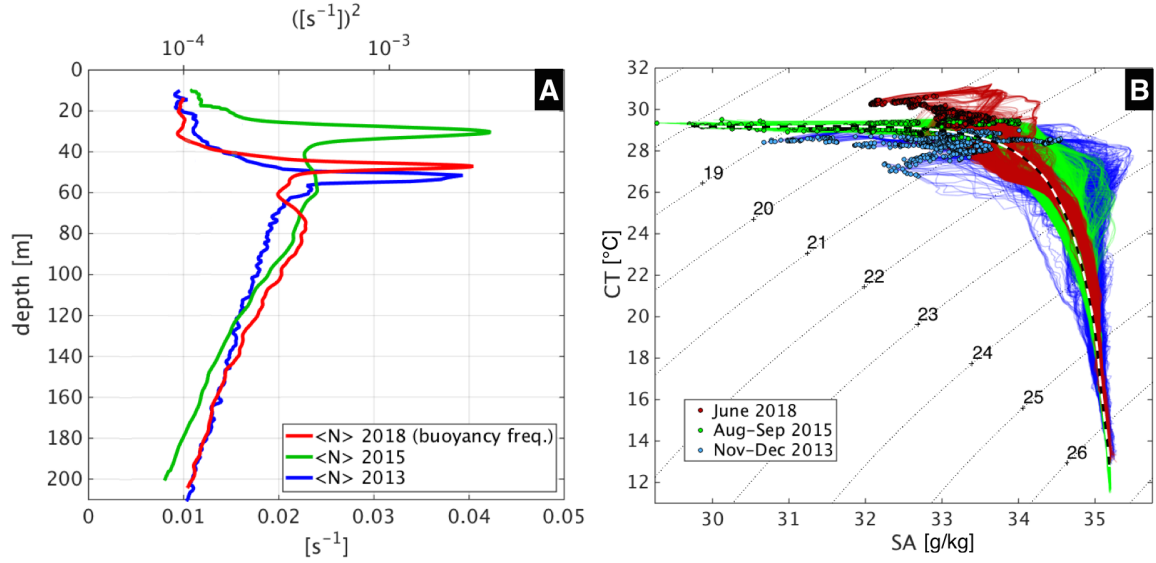 ([s⁻¹])²
10⁻⁴ 10⁻³
A
depth [m]
0
20
40
60
80
100
120
140
160
180
200
<N> 2018 (buoyancy freq.)
<N> 2015
<N> 2013
0 0.01 0.02 0.03 0.04 0.05
[s⁻¹]
B
CT [°C]
32
30
28
26
24
22
20
18
16
14
12
19
20
21
22
23
24
25
26
June 2018
Aug-Sep 2015
Nov-Dec 2013
30 31 32 33 34 35
SA [g/kg]